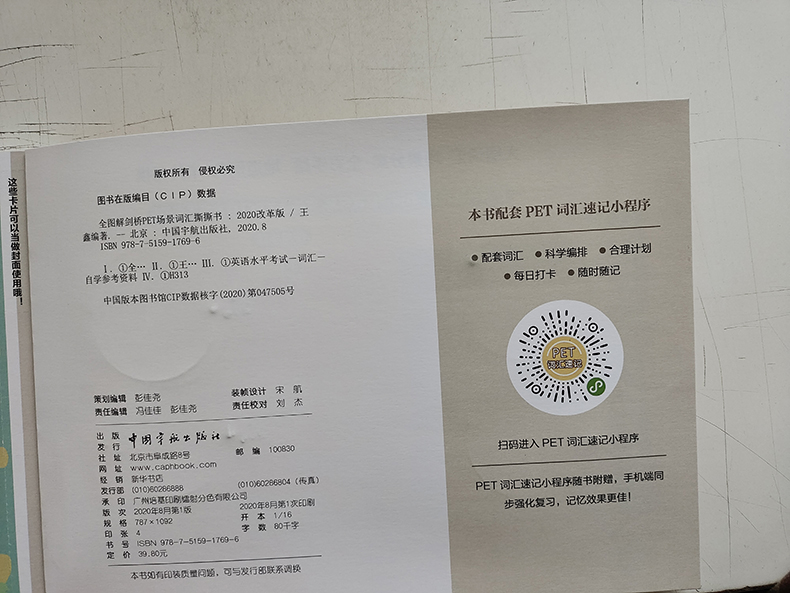 这些卡片可以当做封面使用哦！
版权所有 侵权必究
图书在版编目（CIP）数据
全图解剑桥PET场景词汇撕撕书：2020改革版 / 王
鑫编著. -- 北京：中国宇航出版社，2020.8
ISBN 978-7-5159-1769-6
Ⅰ. ①全… Ⅱ. ①王… Ⅲ. ①英语水平考试－词汇－
自学参考资料 Ⅳ. ①H313
中国版本图书馆CIP数据核字(2020)第047505号
策划编辑 彭佳尧 装帧设计 宋 航
责任编辑 冯佳佳 彭佳尧 责任校对 刘 杰
出版 中国宇航出版社
发行
社址 北京市阜成路8号 邮编 100830
网址 www.caphbook.com
经销 新华书店
发行部 (010)60286888 (010)60286804（传真）
承印 广州培基印刷镭射分色有限公司
版次 2020年8月第1版 2020年8月第1次印刷
规格 787×1092 开本 1/16
印张 4 字数 80千字
书号 ISBN 978-7-5159-1769-6
定价 39.80元
本书如有印装质量问题，可与发行部联系调换
本书配套 PET 词汇速记小程序
● 配套词汇 ● 科学编排 ● 合理计划
● 每日打卡 ● 随时随记
PET
词汇速记
扫码进入 PET 词汇速记小程序
PET 词汇速记小程序随书附赠，手机端同
步强化复习，记忆效果更佳！